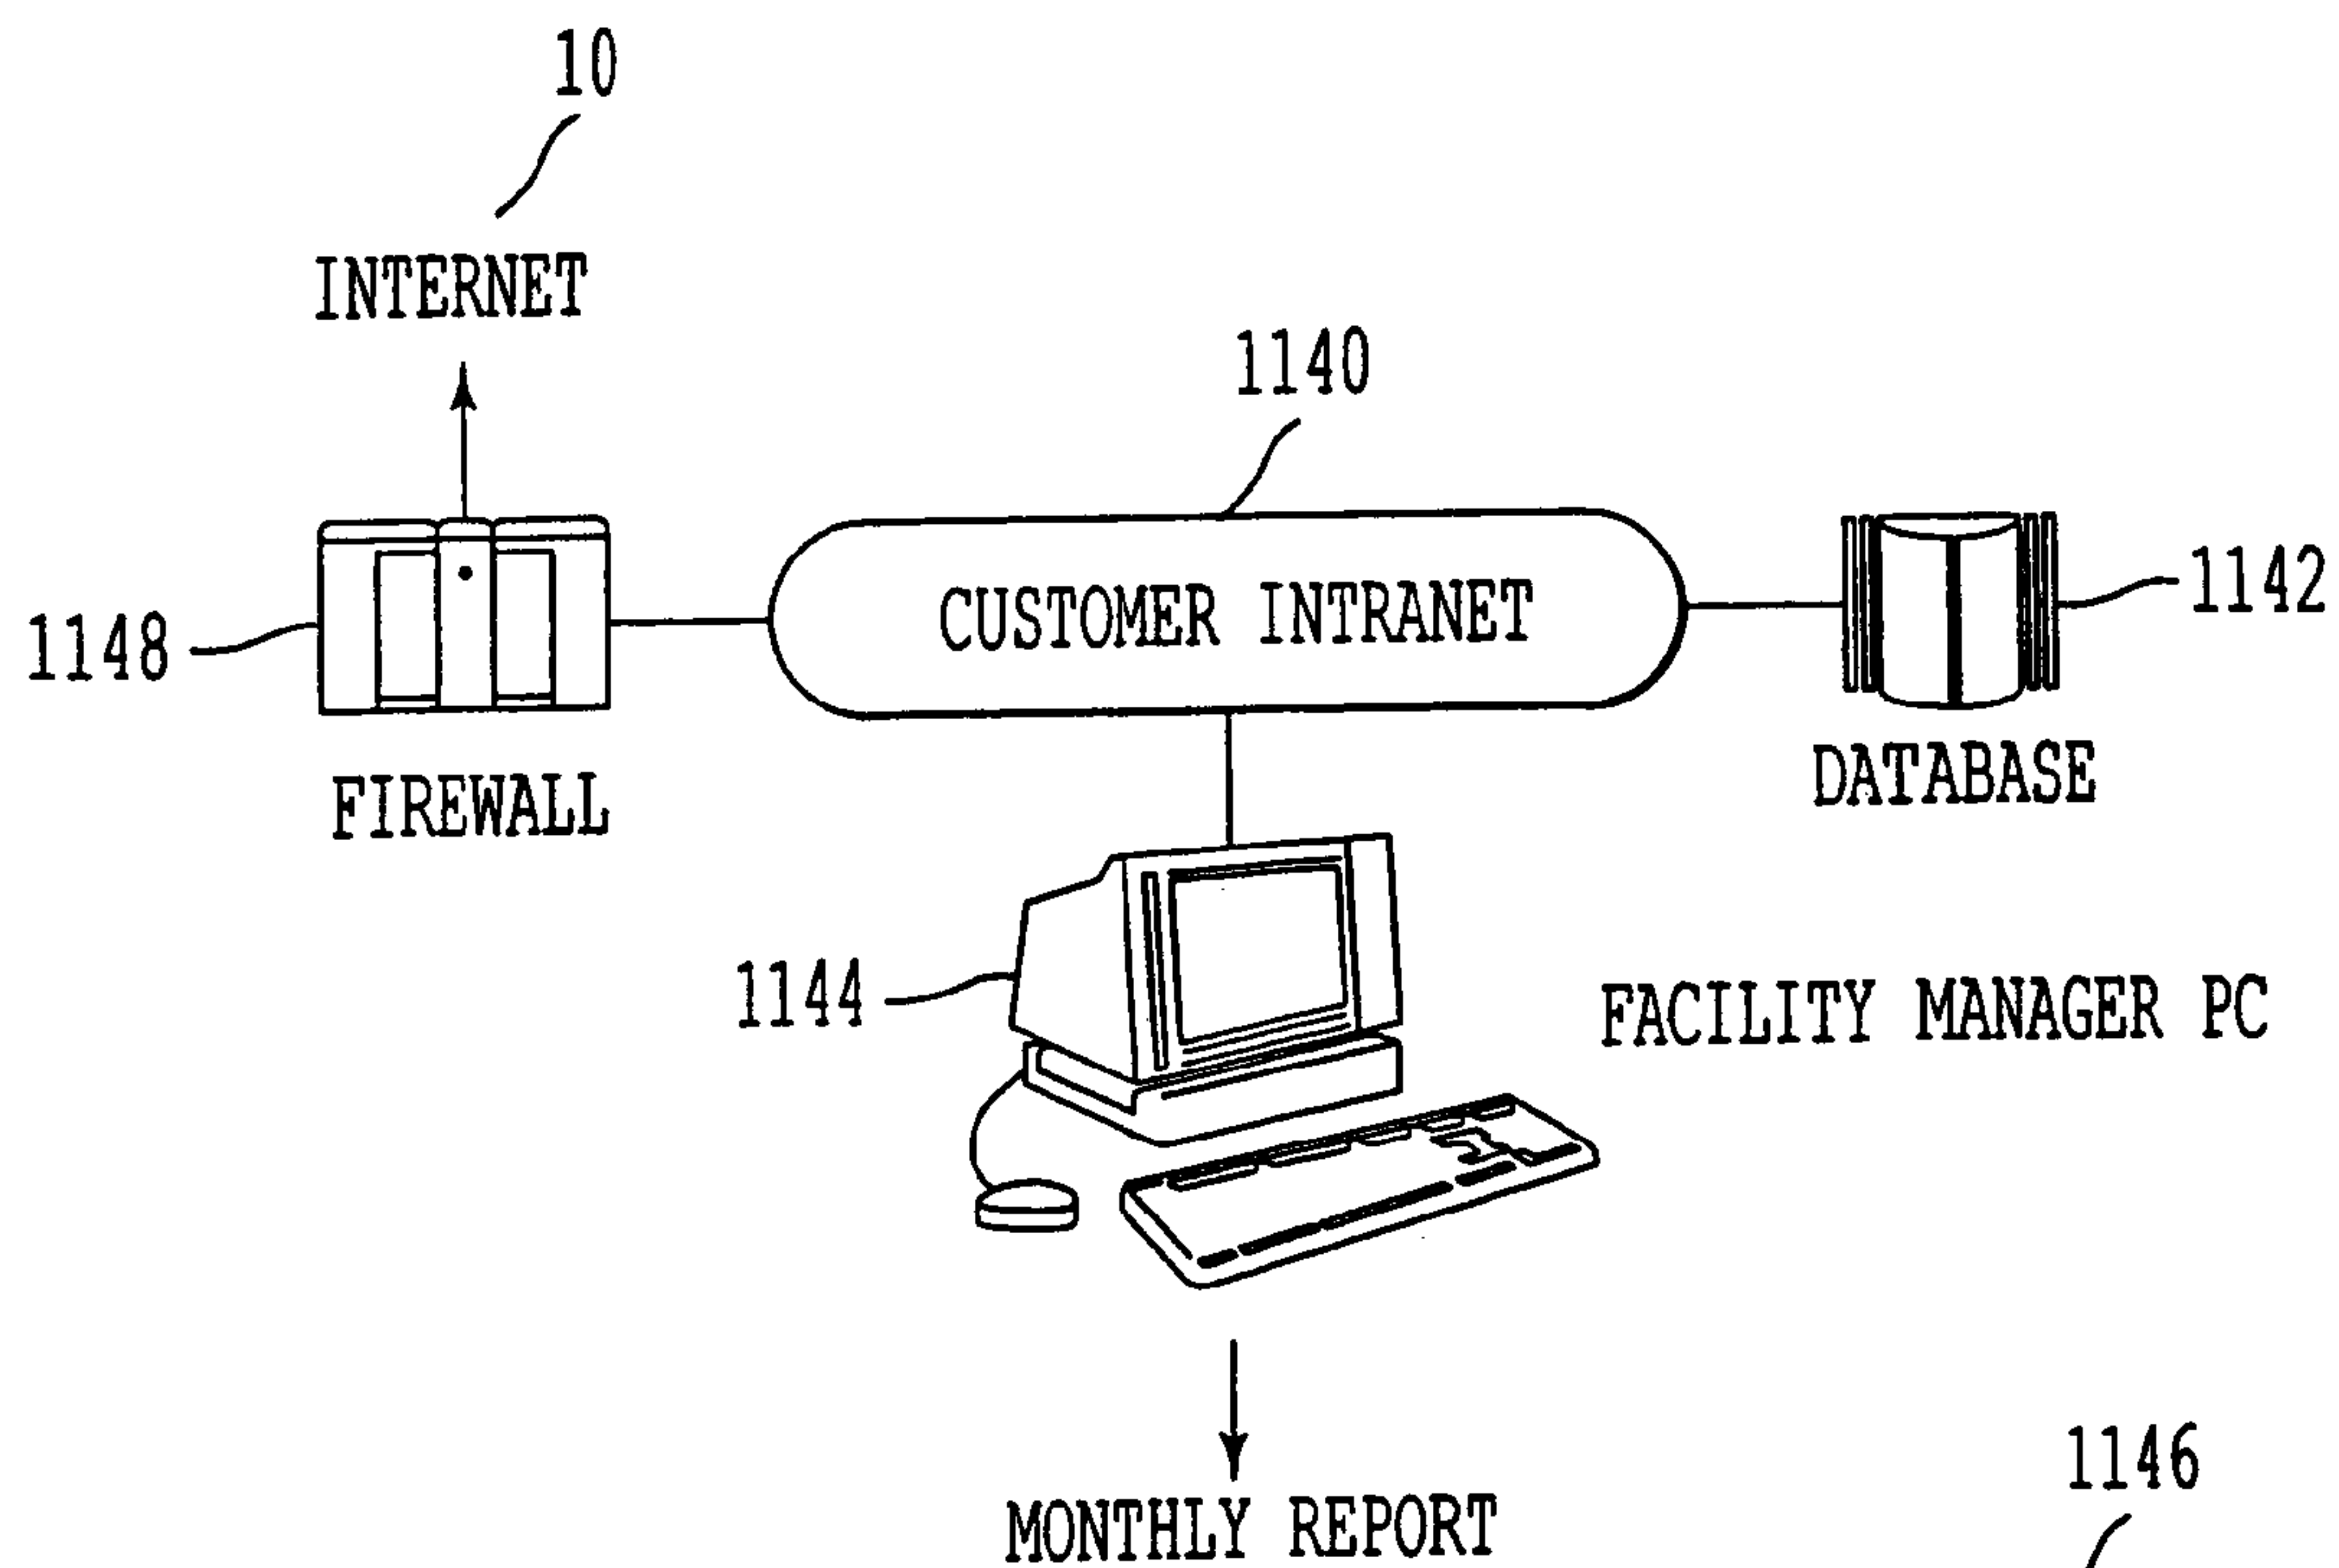 10
INTERNET
1140
CUSTOMER INTRANET
1142
1148
DATABASE
FIREWALL
1144
FACILITY MANAGER PC
1146
MONTHLY REPORT